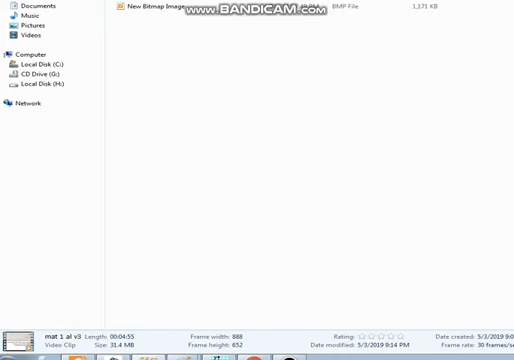 Documents
Music
Pictures
Videos
Computer
Local Disk (C:)
CD Drive (G:)
Local Disk (H:)
Network
New Bitmap Image
www.BANDICAM.com
BMP File
1,171 KB
mat 1 al v3 Length: 00:04:55 Frame width: 888 Rating: Date created: 5/3/2019 9:
Video Clip Size: 31.4 MB Frame height: 652 Date modified: 5/3/2019 9:14 PM Frame rate: 30 frames/se